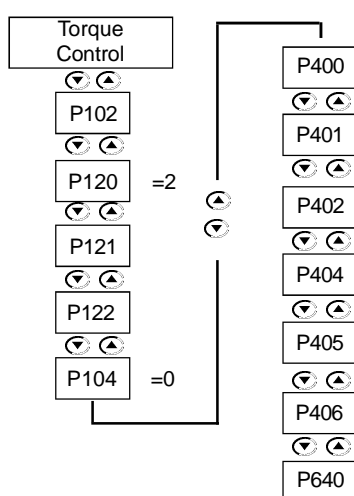 Torque
Control
P102
P120 =2
P121
P122
P104 =0
P400
P401
P402
P404
P405
P406
P640